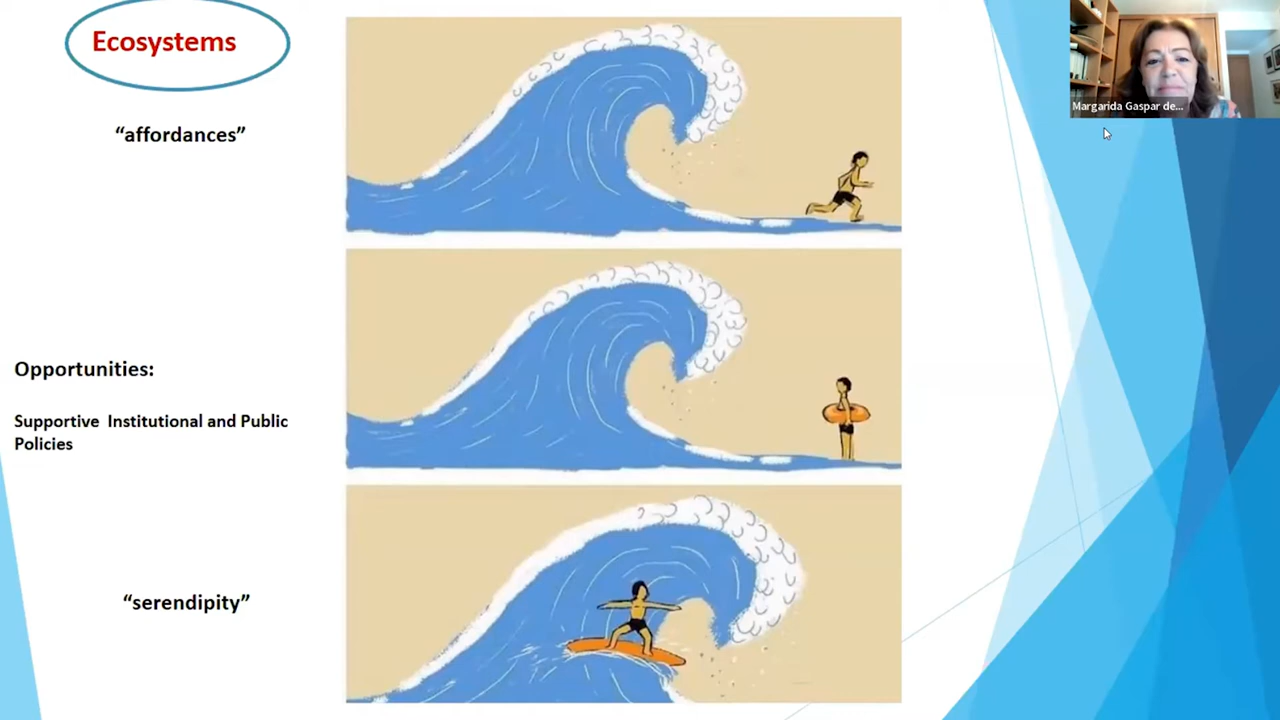 Ecosystems
“affordances”
Opportunities:
Supportive Institutional and Public
Policies
“serendipity”
Margarida Gaspar de...